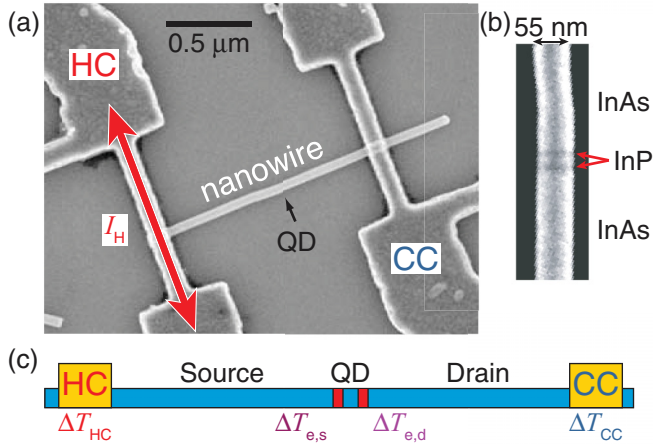 (a)
HC
0.5 μm
nanowire
I_H
QD
CC
(b)
55 nm
InAs
InP
InAs
(c)
HC Source QD Drain CC
ΔT_HC ΔT_e,s ΔT_e,d ΔT_CC